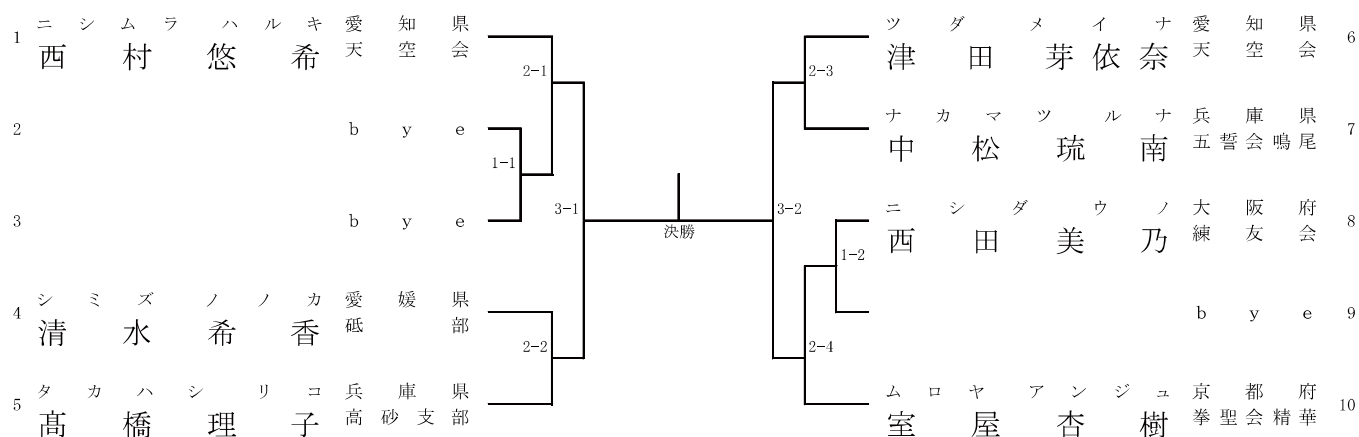 ニシムラ ハルキ 愛知県
1 西村悠希 天空会
2-1
2 bye
1-1
3 bye
3-1
シミズ ノノカ 愛媛県
4 清水希香 砥部
2-2
タカハシ リコ 兵庫県
5 髙橋理子 高砂支部
決勝
ツダ メイナ 愛知県
津田芽依奈 天空会 6
2-3
ナカマツ ルナ 兵庫県
中松琉南 五誓会鳴尾 7
3-2
ニシダ ウノ 大阪府
西田美乃 練友会 8
1-2
bye 9
2-4
ムロヤ アンジュ 京都府
室屋杏樹 拳聖会精華 10